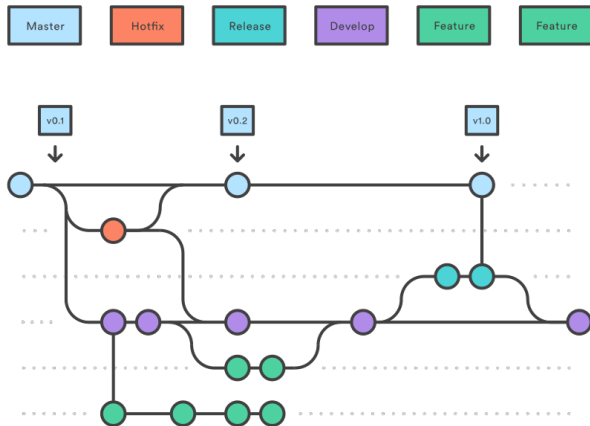 Master
Hotfix
Release
Develop
Feature
Feature
v0.1
v0.2
v1.0